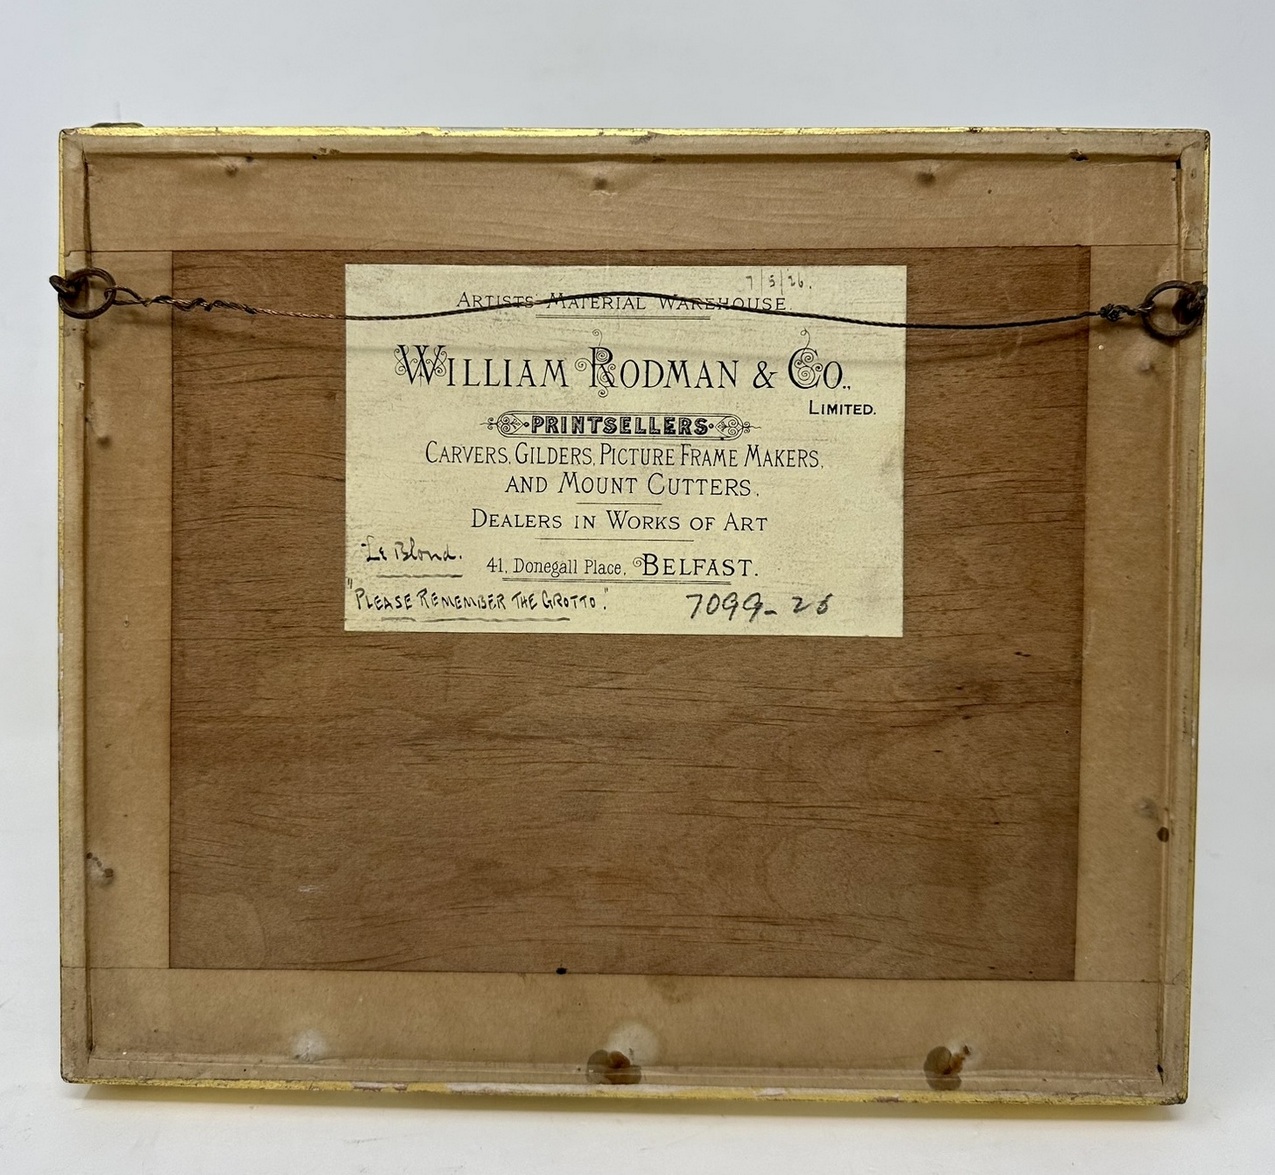 7/5/26.
ARTISTS MATERIAL WAREHOUSE
WILLIAM RODMAN & CO.,
LIMITED.
PRINTSELLERS
CARVERS, GILDERS, PICTURE FRAME MAKERS,
AND MOUNT CUTTERS.
DEALERS IN WORKS OF ART
Le Blond.
41, Donegall Place, BELFAST.
"PLEASE REMEMBER THE GROTTO."
7099-26